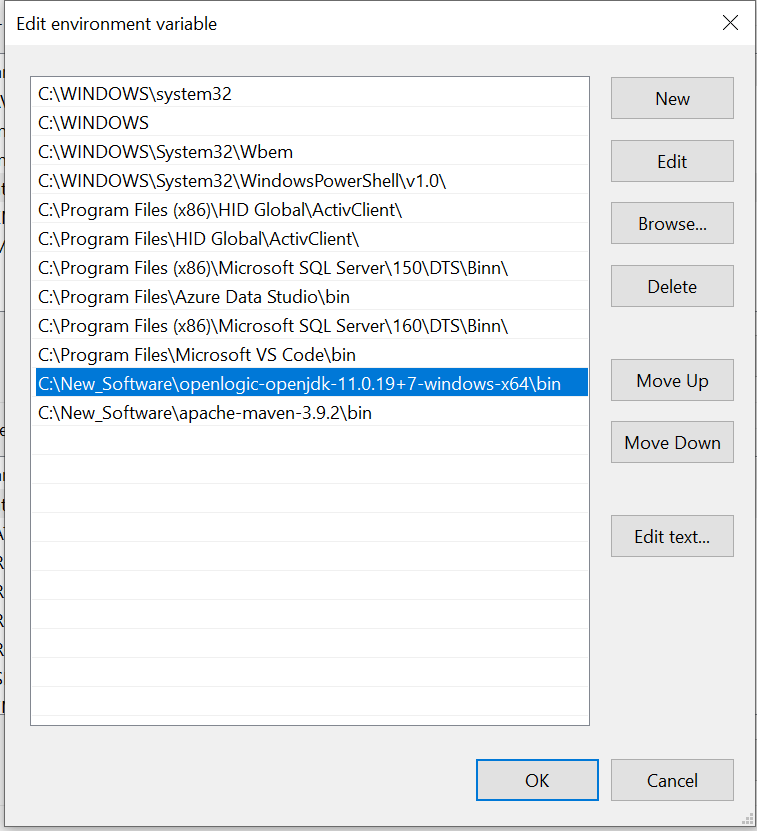 Edit environment variable
C:\WINDOWS\system32
C:\WINDOWS
C:\WINDOWS\System32\Wbem
C:\WINDOWS\System32\WindowsPowerShell\v1.0\
C:\Program Files (x86)\HID Global\ActivClient\
C:\Program Files\HID Global\ActivClient\
C:\Program Files (x86)\Microsoft SQL Server\150\DTS\Binn\
C:\Program Files\Azure Data Studio\bin
C:\Program Files (x86)\Microsoft SQL Server\160\DTS\Binn\
C:\Program Files\Microsoft VS Code\bin
C:\New_Software\openlogic-openjdk-11.0.19+7-windows-x64\bin
C:\New_Software\apache-maven-3.9.2\bin
New
Edit
Browse...
Delete
Move Up
Move Down
Edit text...
OK
Cancel